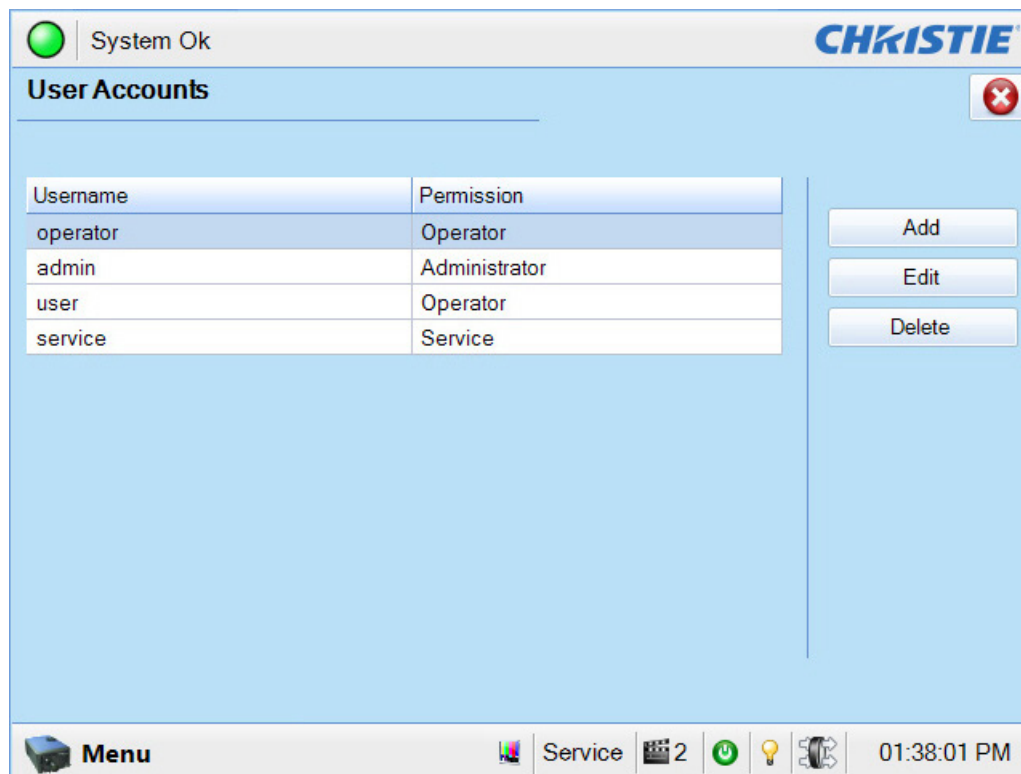 System Ok
CHRISTIE
User Accounts
Username Permission
operator Operator
admin Administrator
user Operator
service Service
Add
Edit
Delete
Menu Service 2 01:38:01 PM